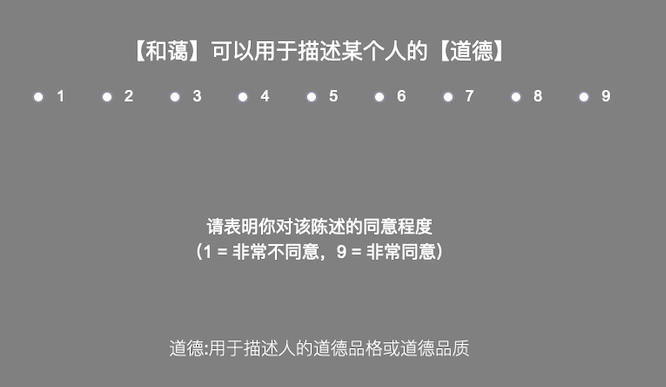 【和蔼】可以用于描述某个人的【道德】
1 2 3 4 5 6 7 8 9
请表明你对该陈述的同意程度
（1 = 非常不同意，9 = 非常同意）
道德:用于描述人的道德品格或道德品质